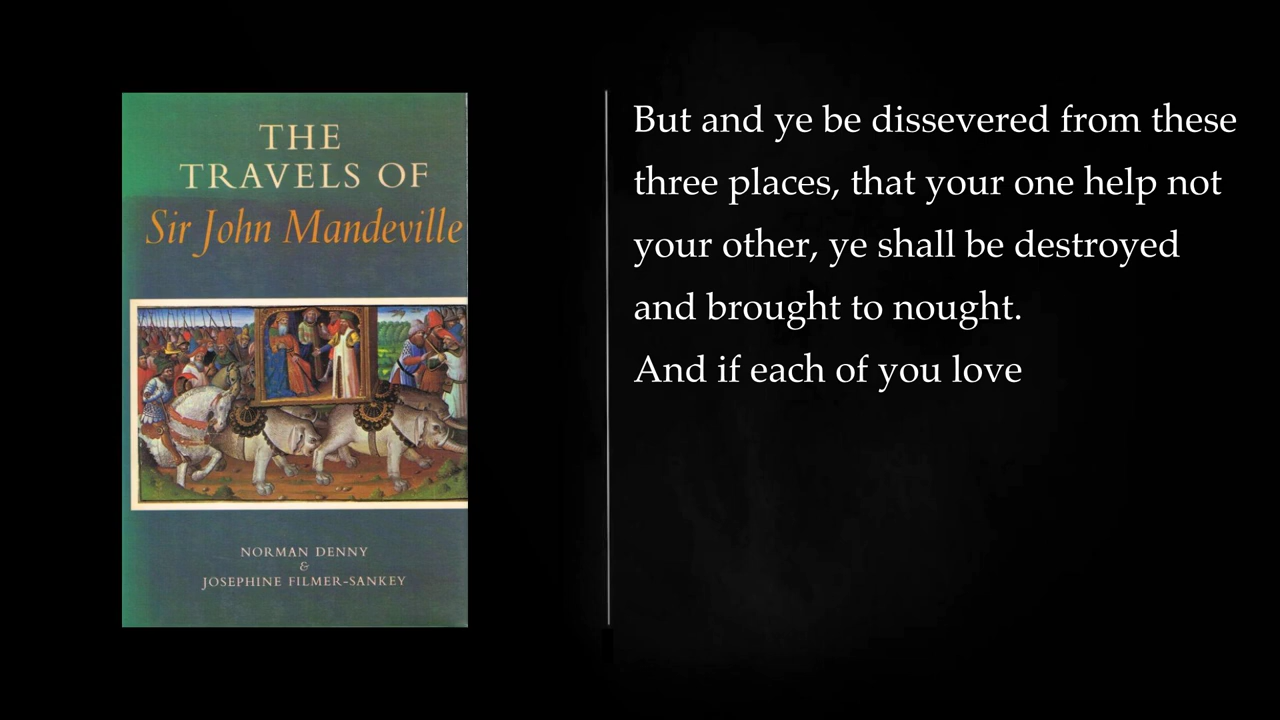 THE
TRAVELS OF
Sir John Mandeville
NORMAN DENNY
&
JOSEPHINE FILMER-SANKEY
But and ye be dissevered from these
three places, that your one help not
your other, ye shall be destroyed
and brought to nought.
And if each of you love